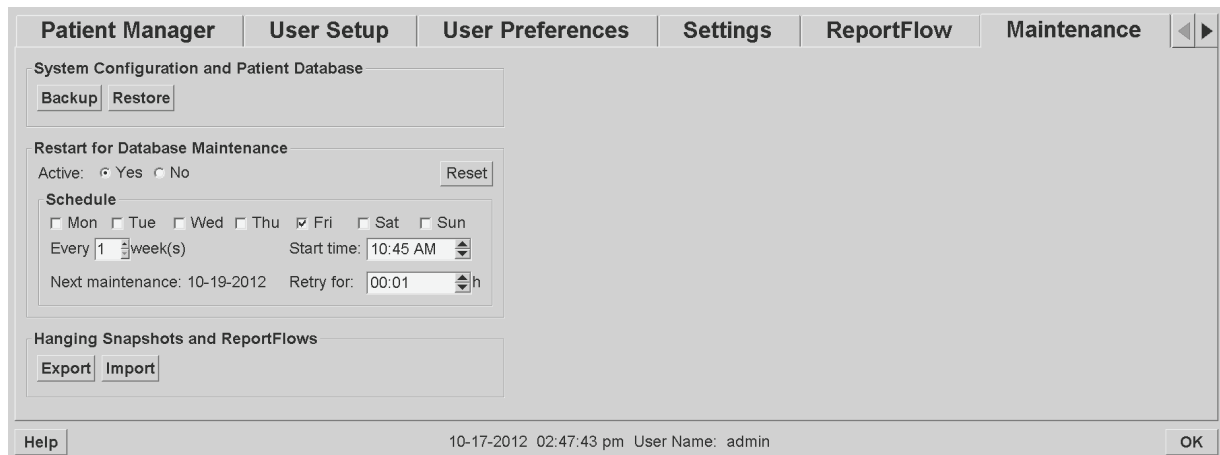 Patient Manager User Setup User Preferences Settings ReportFlow Maintenance
System Configuration and Patient Database
Backup Restore
Restart for Database Maintenance
Active: Yes No Reset
Schedule
Mon Tue Wed Thu Fri Sat Sun
Every 1 week(s) Start time: 10:45 AM
Next maintenance: 10-19-2012 Retry for: 00:01 h
Hanging Snapshots and ReportFlows
Export Import
Help 10-17-2012 02:47:43 pm User Name: admin OK